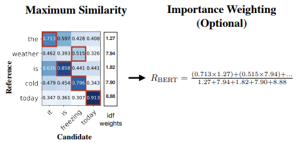 Maximum Similarity
Importance Weighting
(Optional)
Reference
the 0.713 0.597 0.428 0.408 1.27
weather 0.462 0.393 0.515 0.326 7.94
is 0.635 0.858 0.441 0.441 1.82
cold 0.479 0.454 0.796 0.343 7.90
today 0.347 0.361 0.307 0.913 8.88
it is freezing today
idf
weights
Candidate
R_BERT = (0.713×1.27)+(0.515×7.94)+...
1.27+7.94+1.82+7.90+8.88